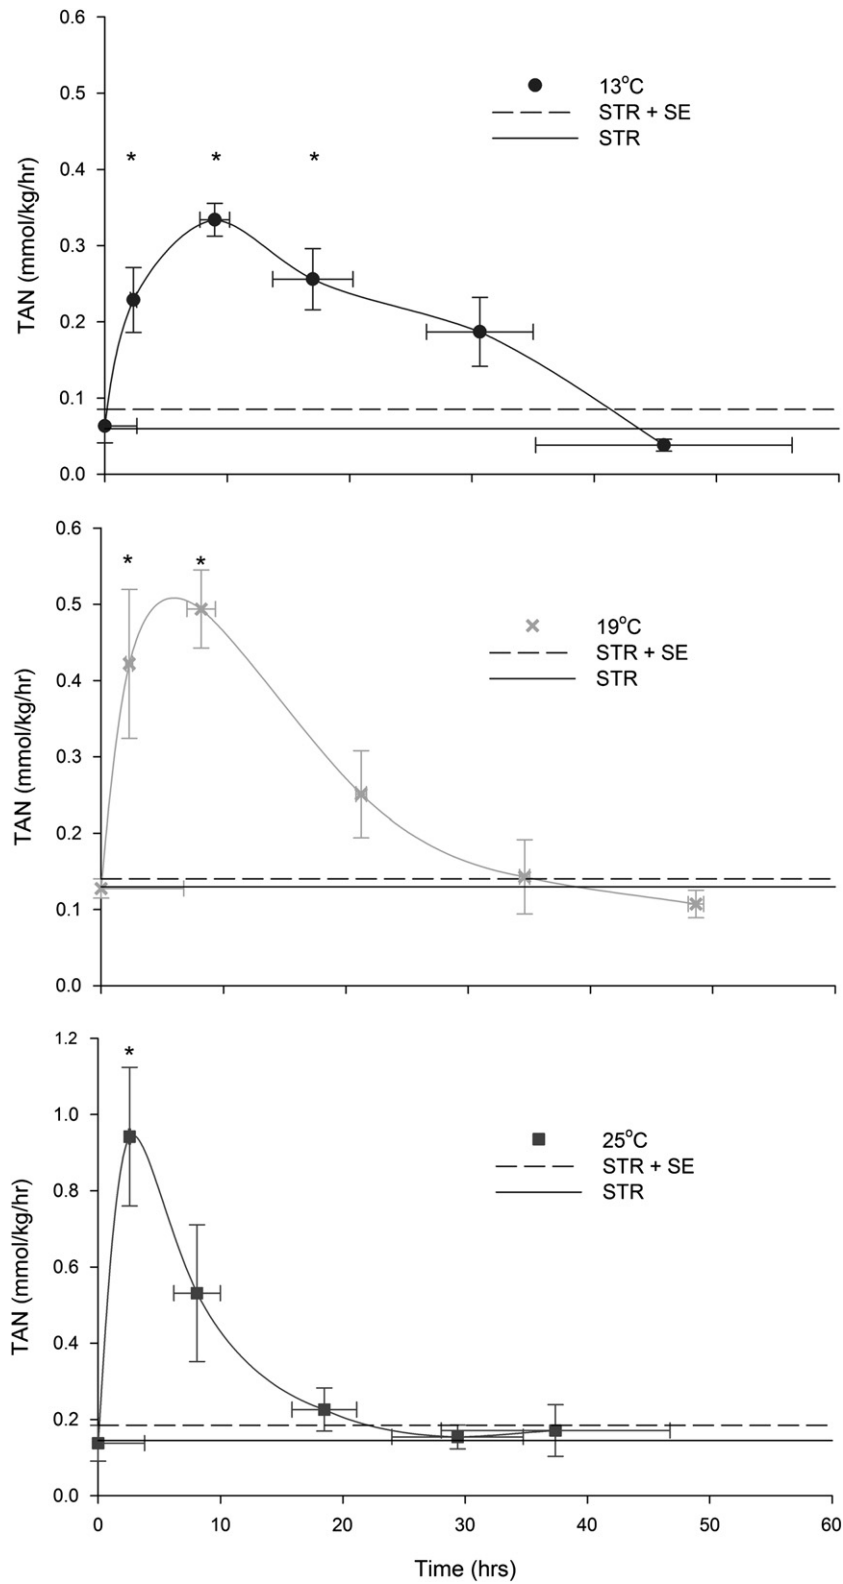 0.6
0.5
0.4
0.3
0.2
0.1
0.0
TAN (mmol/kg/hr)
* * *
13°C
STR + SE
STR
0.6
0.5
0.4
0.3
0.2
0.1
0.0
TAN (mmol/kg/hr)
* *
19°C
STR + SE
STR
1.2
1.0
0.8
0.6
0.4
0.2
0.0
TAN (mmol/kg/hr)
*
25°C
STR + SE
STR
0 10 20 30 40 50 60
Time (hrs)